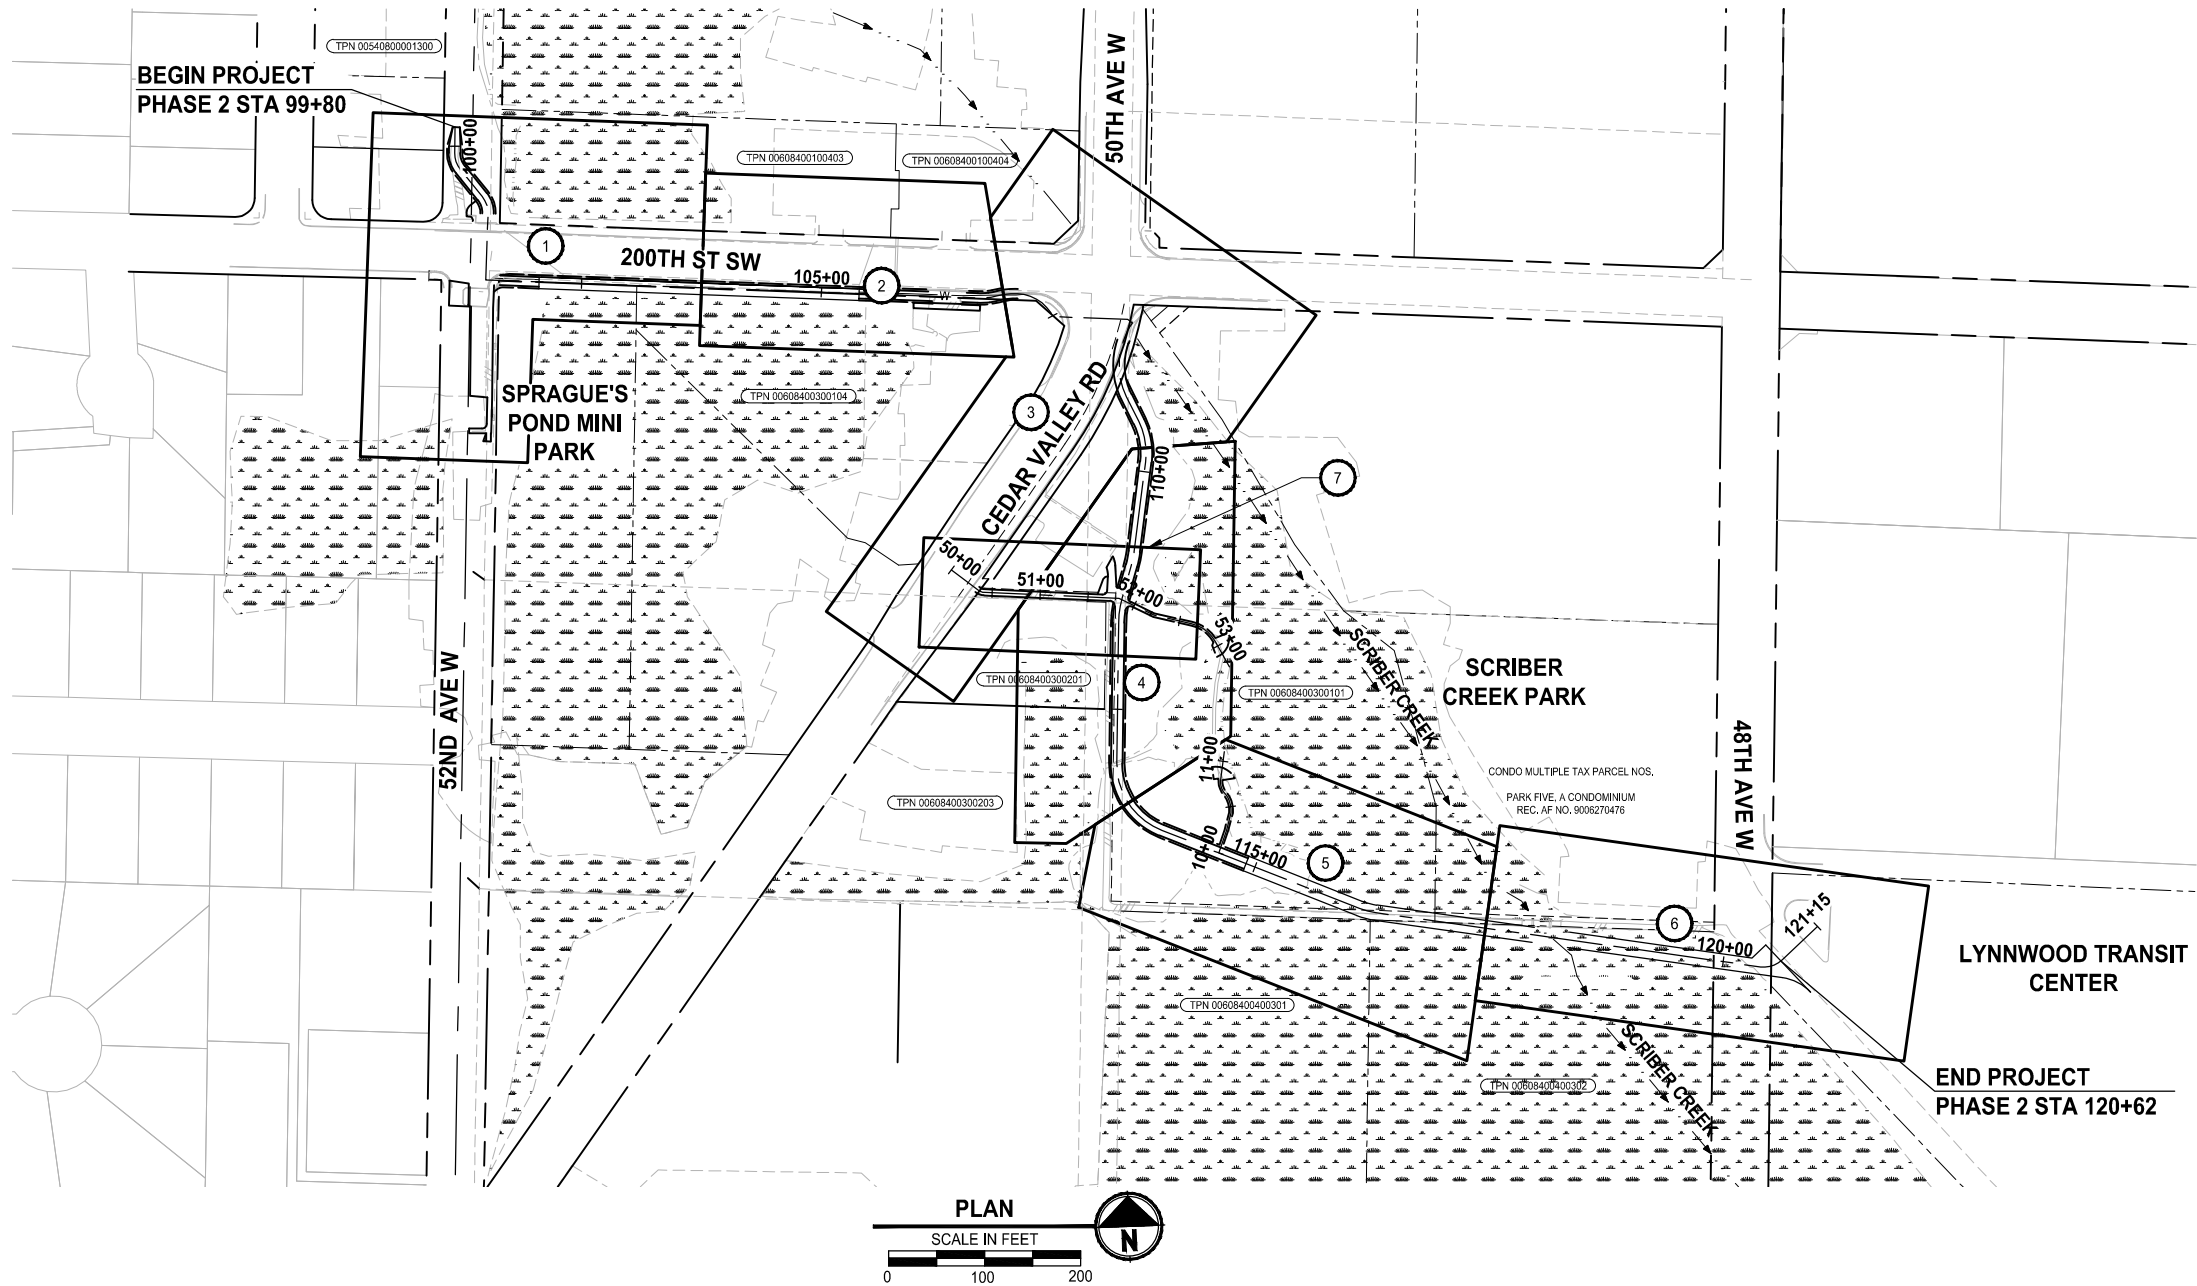 TPN 00540800001300
BEGIN PROJECT
PHASE 2 STA 99+80
100+00
50TH AVE W
TPN 00608400100403
TPN 00608400100404
1
200TH ST SW
105+00
2
W
SPRAGUE'S
POND MINI
PARK
TPN 00608400300104
3
CEDAR VALLEY RD
110+00
7
50+00
51+00
52+00
53+00
SCRIBER CREEK
SCRIBER
CREEK PARK
52ND AVE W
TPN 00608400300201
4
TPN 00608400300101
48TH AVE W
11+00
CONDO MULTIPLE TAX PARCEL NOS.
PARK FIVE, A CONDOMINIUM
REC. AF NO. 9006270476
TPN 00608400300203
10+00
115+00
5
6
120+00
121+15
LYNNWOOD TRANSIT
CENTER
TPN 00608400400301
SCRIBER CREEK
TPN 00608400400302
END PROJECT
PHASE 2 STA 120+62
PLAN
SCALE IN FEET
0 100 200
N